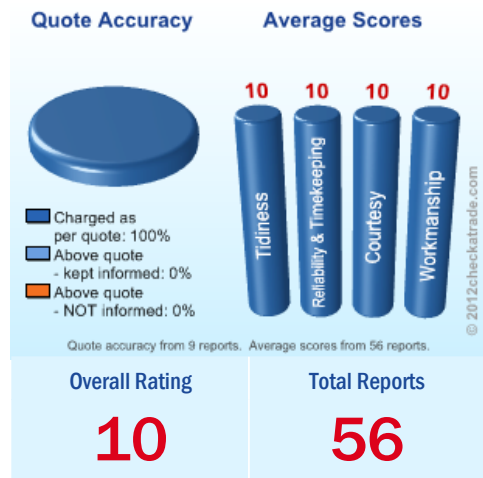 Quote Accuracy
Average Scores
10 10 10 10
Tidiness
Reliability & Timekeeping
Courtesy
Workmanship
Charged as
per quote: 100%
Above quote
- kept informed: 0%
Above quote
- NOT informed: 0%
© 2012checkatrade.com
Quote accuracy from 9 reports. Average scores from 56 reports.
Overall Rating
10
Total Reports
56